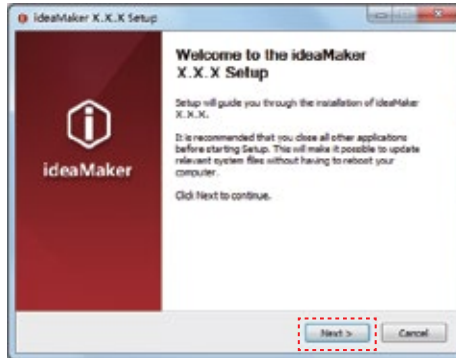 ideaMaker X.X.X Setup
Welcome to the ideaMaker
X.X.X Setup
Setup will guide you through the installation of ideaMaker
X.X.X.
It is recommended that you close all other applications
before starting Setup. This will make it possible to update
relevant system files without having to reboot your
computer.
Click Next to continue.
ideaMaker
Next >
Cancel